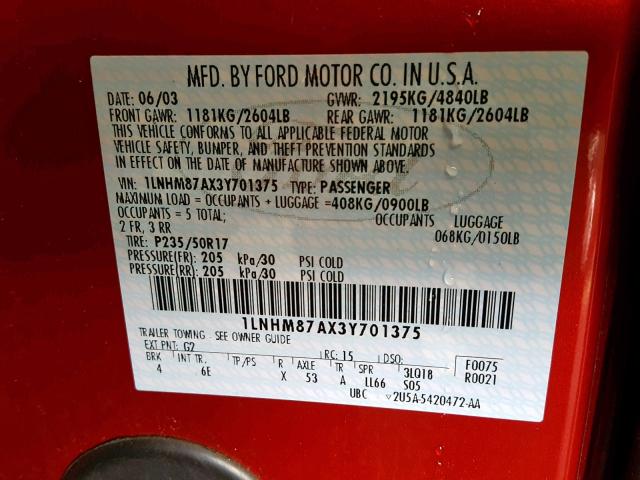 MFD. BY FORD MOTOR CO. IN U.S.A.
DATE: 06/03 GVWR: 2195KG/4840LB
FRONT GAWR: 1181KG/2604LB REAR GAWR: 1181KG/2604LB
THIS VEHICLE CONFORMS TO ALL APPLICABLE FEDERAL MOTOR
VEHICLE SAFETY, BUMPER, AND THEFT PREVENTION STANDARDS
IN EFFECT ON THE DATE OF MANUFACTURE SHOWN ABOVE.
VIN: 1LNHM87AX3Y701375 TYPE: PASSENGER
MAXIMUM LOAD = OCCUPANTS + LUGGAGE = 408KG/0900LB
OCCUPANTS = 5 TOTAL; OCCUPANTS LUGGAGE
2 FR, 3 RR 068KG/0150LB
TIRE: P235/50R17
PRESSURE(FR): 205 kPa/30 PSI COLD
PRESSURE(RR): 205 kPa/30 PSI COLD
1LNHM87AX3Y701375
TRAILER TOWING - SEE OWNER GUIDE
EXT PNT: G2 RC: 15 F0075
BRK INT TR. TP/PS R AXLE TR SPR 3LQ18 R0021
4 6E X 53 A LL66 S05
UBC 2U5A-5420472-AA